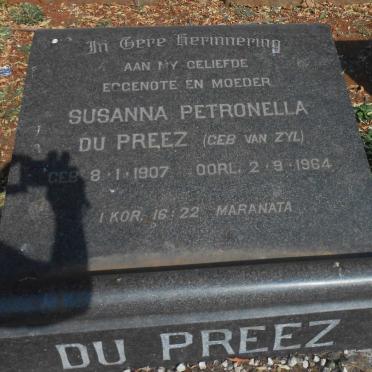 In Gere Herinnering
AAN MY GELIEFDE
EGGENOTE EN MOEDER
SUSANNA PETRONELLA
DU PREEZ (GEB VAN ZYL)
GEB 8·1·1907 OORL. 2·9·1964
1 KOR. 16:22 MARANATA
DU PREEZ